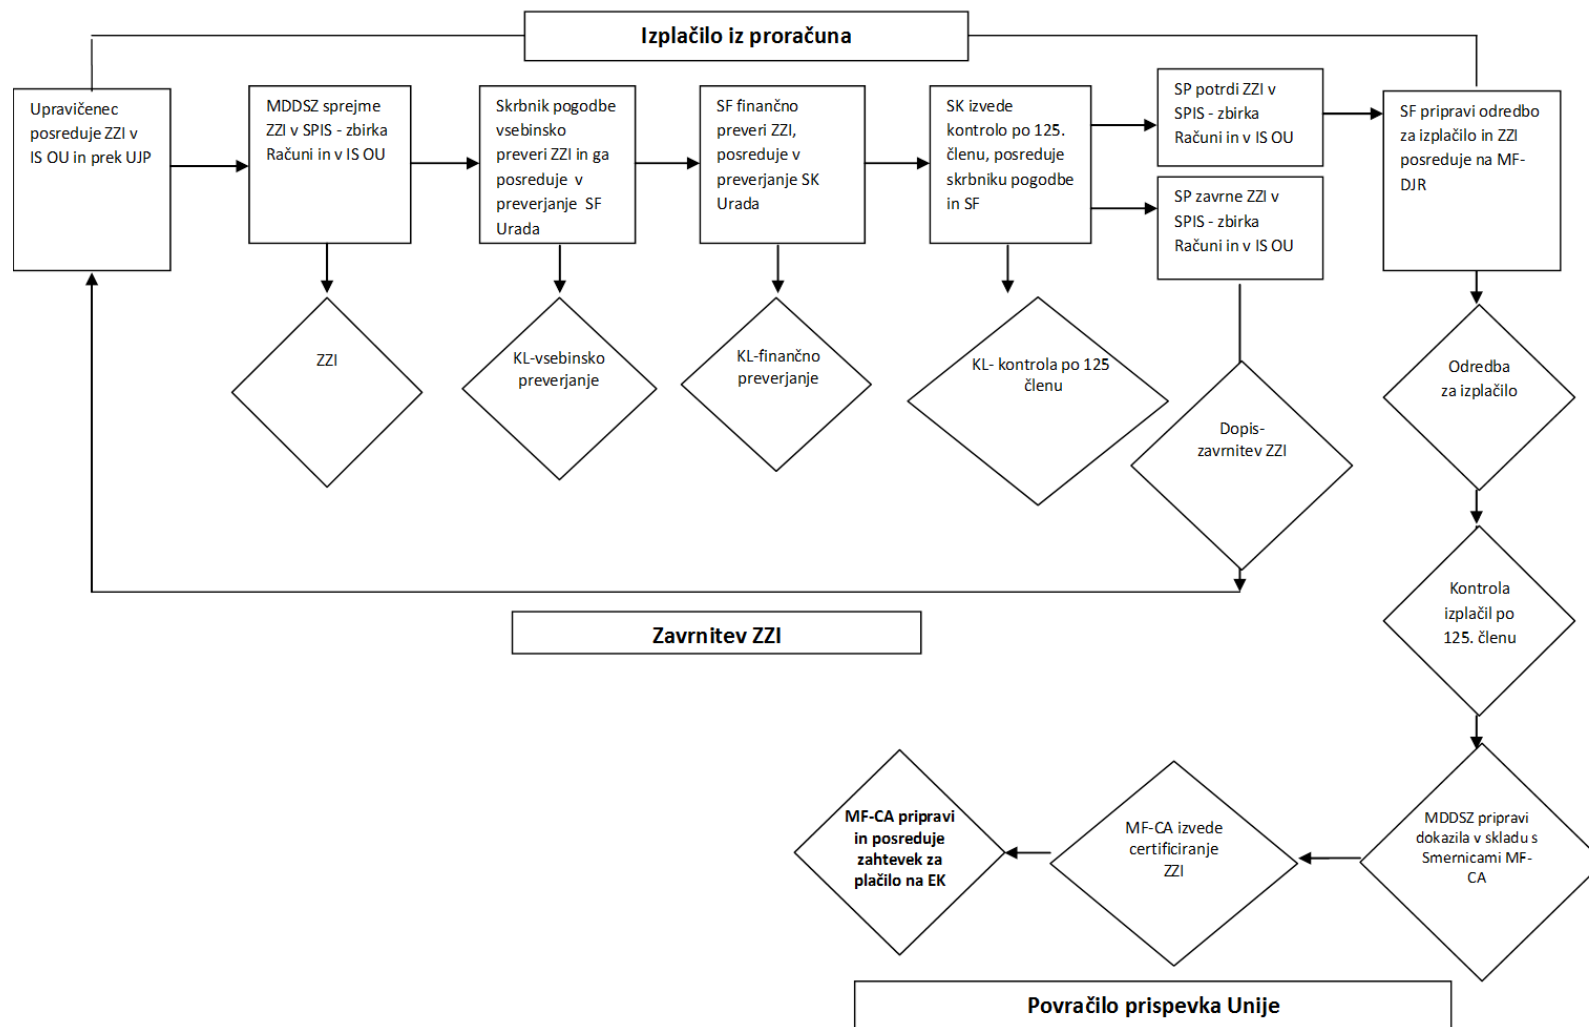 Izplačilo iz proračuna
Upravičenec
posreduje ZZI v
IS OU in prek UJP
MDDSZ sprejme
ZZI v SPIS - zbirka
Računi in v IS OU
Skrbnik pogodbe
vsebinsko
preveri ZZI in ga
posreduje v
preverjanje SF
Urada
SF finančno
preveri ZZI,
posreduje v
preverjanje SK
Urada
SK izvede
kontrolo po 125.
členu, posreduje
skrbniku pogodbe
in SF
SP potrdi ZZI v
SPIS - zbirka
Računi in v IS OU
SP zavrne ZZI v
SPIS - zbirka
Računi in v IS OU
SF pripravi odredbo
za izplačilo in ZZI
posreduje na MF-
DJR
ZZI
KL-vsebinsko
preverjanje
KL-finančno
preverjanje
KL- kontrola po 125
členu
Dopis-
zavrnitev ZZI
Odredba
za izplačilo
Kontrola
izplačil po
125. členu
Zavrnitev ZZI
MDDSZ pripravi
dokazila v skladu s
Smernicami MF-
CA
MF-CA izvede
certificiranje
ZZI
MF-CA pripravi
in posreduje
zahtevek za
plačilo na EK
Povračilo prispevka Unije